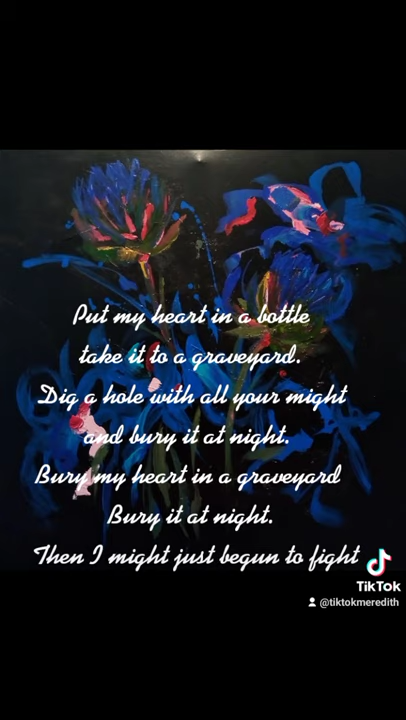 Put my heart in a bottle
take it to a graveyard.
Dig a hole with all your might
and bury it at night.
Bury my heart in a graveyard
Bury it at night.
Then I might just begun to fight
TikTok
@tiktokmeredith